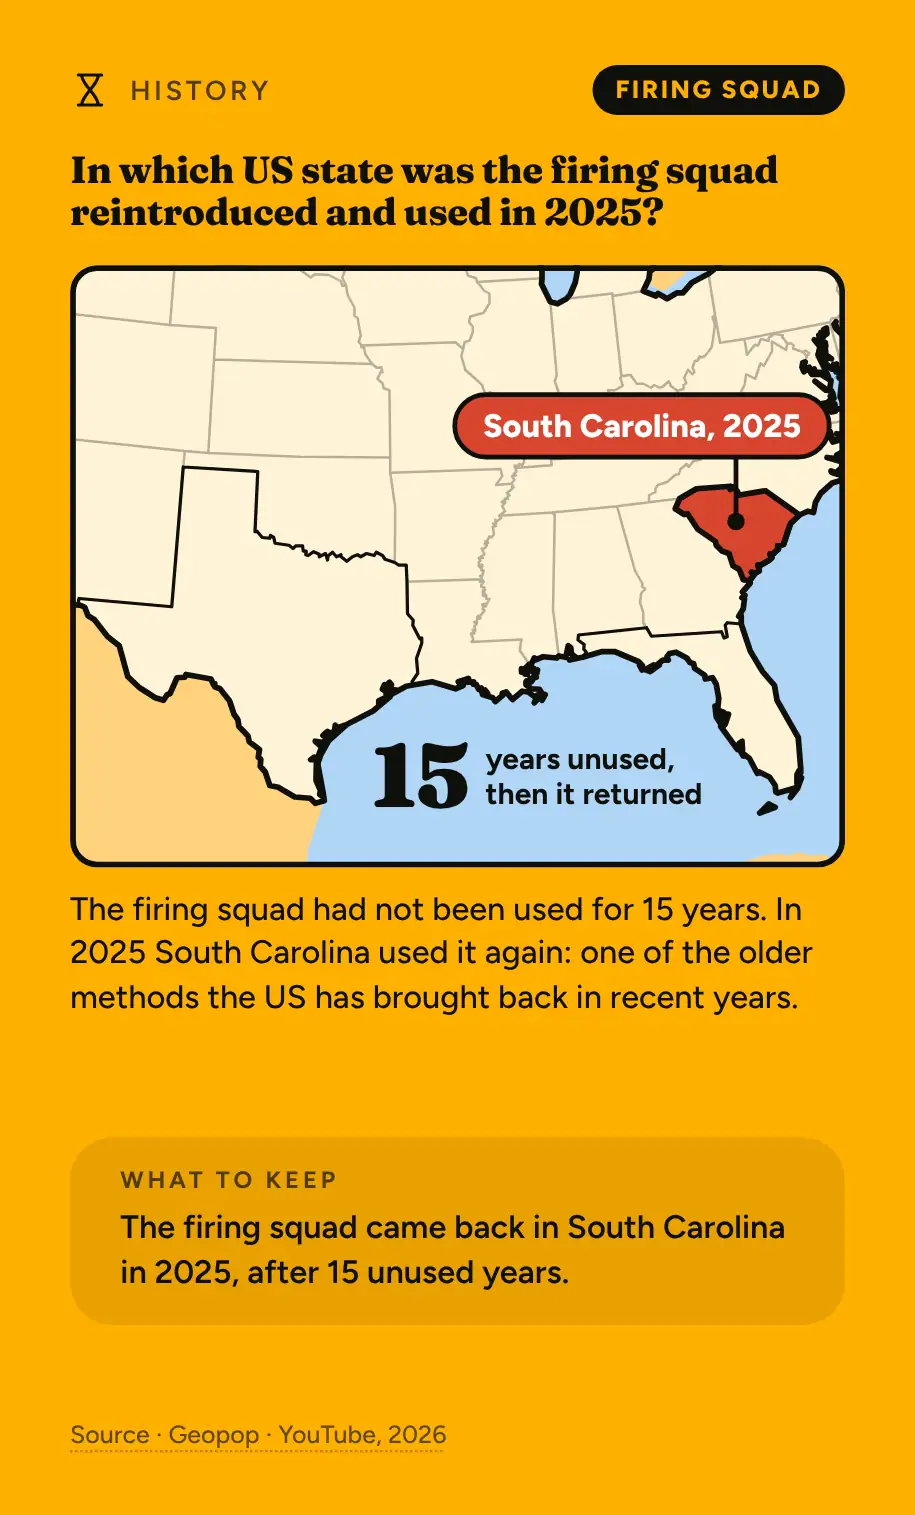 HISTORY
FIRING SQUAD
In which US state was the firing squad
reintroduced and used in 2025?
South Carolina, 2025
15
years unused,
then it returned
The firing squad had not been used for 15 years. In
2025 South Carolina used it again: one of the older
methods the US has brought back in recent years.
WHAT TO KEEP
The firing squad came back in South Carolina
in 2025, after 15 unused years.
Source · Geopop · YouTube, 2026